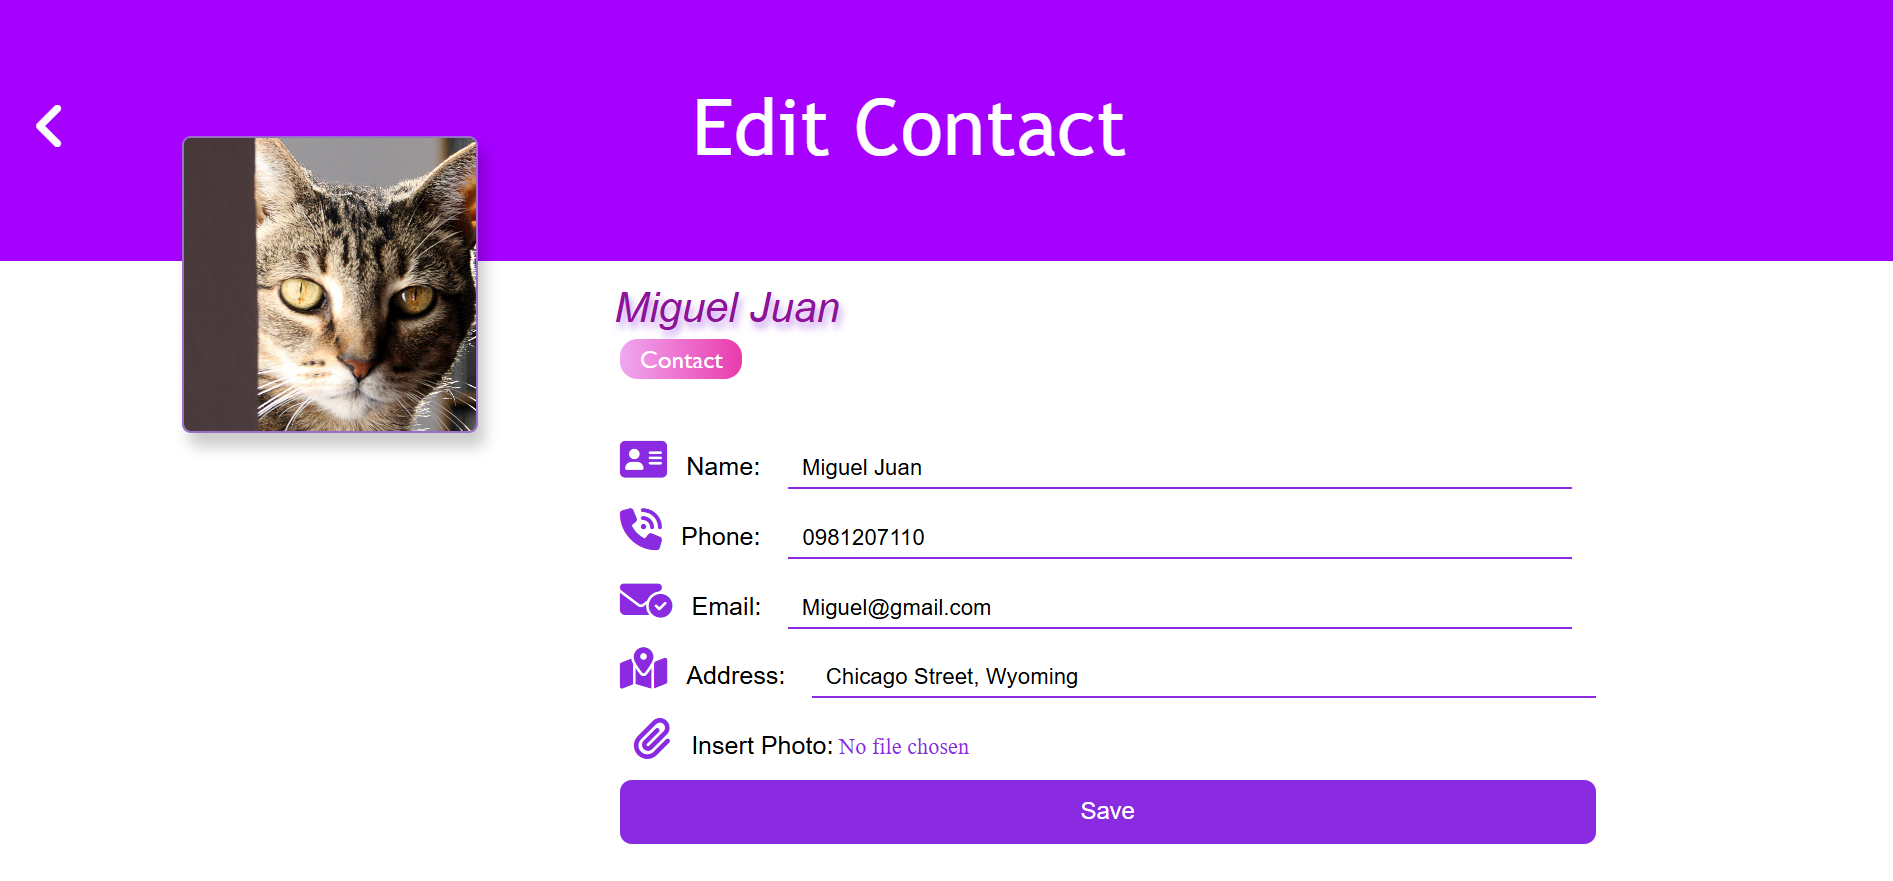 Edit Contact
Miguel Juan
Contact
Name: Miguel Juan
Phone: 0981207110
Email: Miguel@gmail.com
Address: Chicago Street, Wyoming
Insert Photo: No file chosen
Save